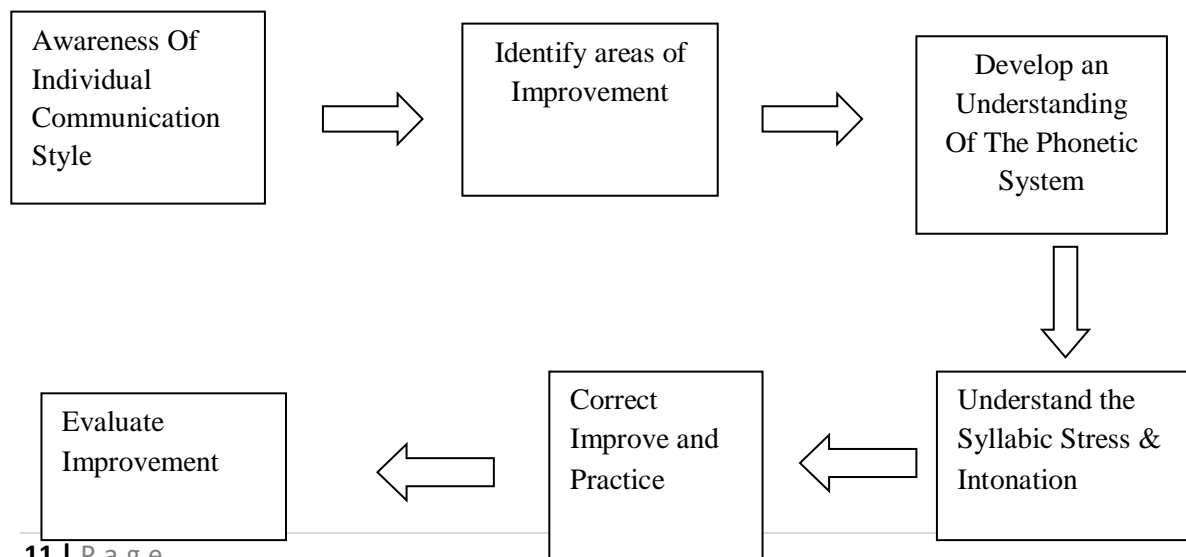 Awareness Of
Individual
Communication
Style
Identify areas of
Improvement
Develop an
Understanding
Of The Phonetic
System
Understand the
Syllabic Stress &
Intonation
Correct
Improve and
Practice
Evaluate
Improvement
11 | P a g e